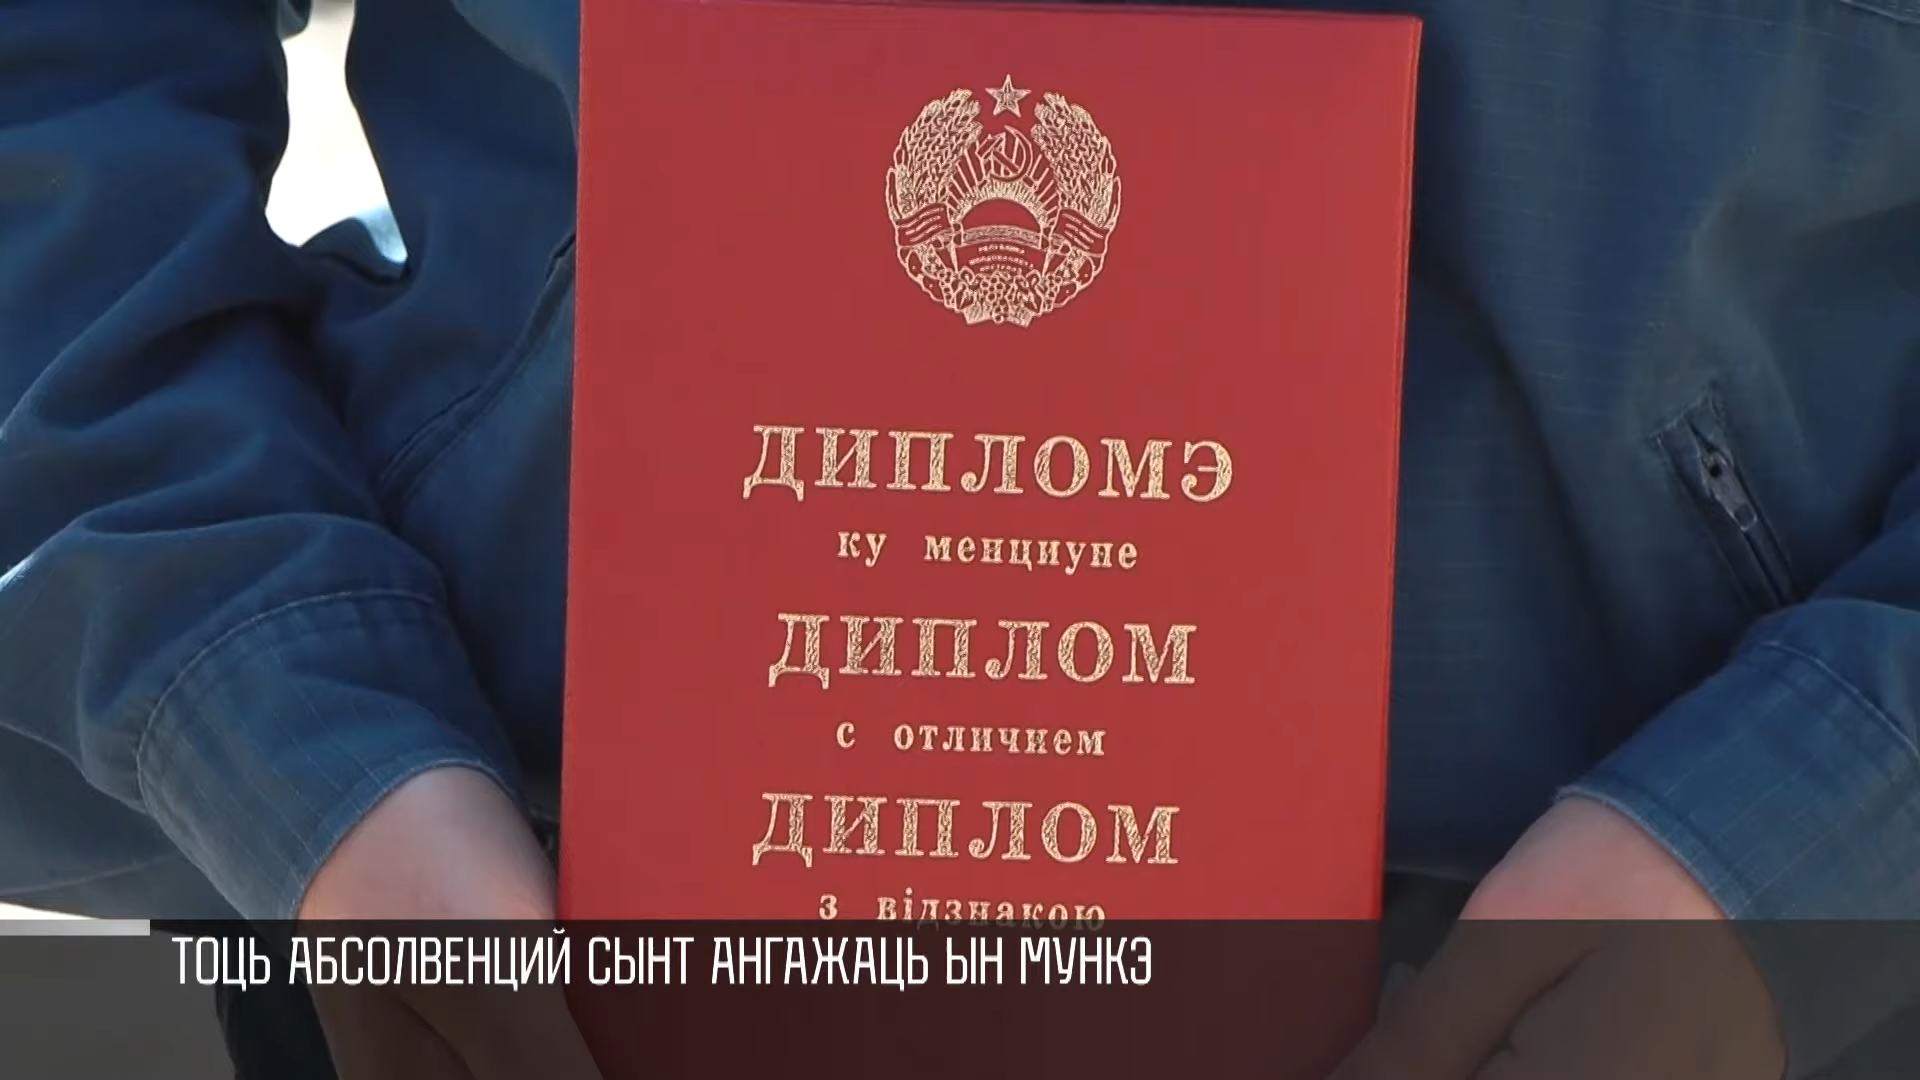 ДИПЛОМЭ
ку менциуне
ДИПЛОМ
с отличием
ДИПЛОМ
з відзнакою
ТОЦЬ АБСОЛВЕНЦИЙ СЫНТ АНГАЖАЦЬ ЫН МУНКЭ